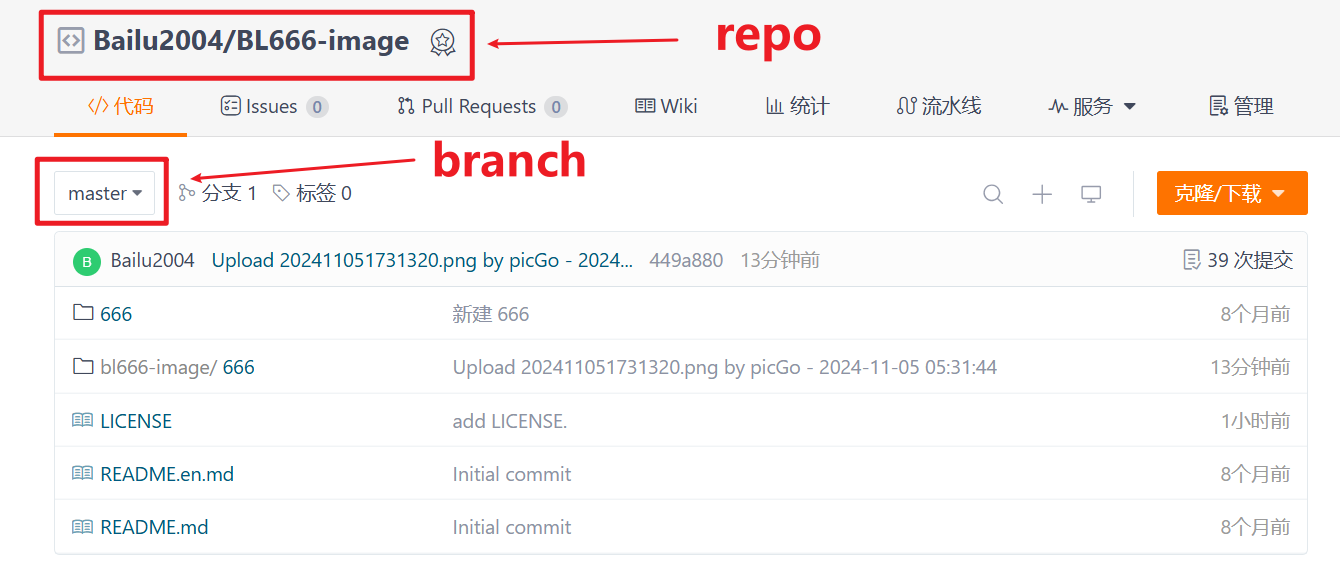 Bailu2004/BL666-image repo
代码 Issues 0 Pull Requests 0 Wiki 统计 流水线 服务 管理
branch
master 分支 1 标签 0 克隆/下载
B Bailu2004 Upload 202411051731320.png by picGo - 2024... 449a880 13分钟前 39 次提交
666 新建 666 8个月前
bl666-image/ 666 Upload 202411051731320.png by picGo - 2024-11-05 05:31:44 13分钟前
LICENSE add LICENSE. 1小时前
README.en.md Initial commit 8个月前
README.md Initial commit 8个月前